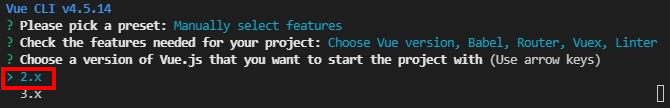 Vue CLI v4.5.14
? Please pick a preset: Manually select features
? Check the features needed for your project: Choose Vue version, Babel, Router, Vuex, Linter
? Choose a version of Vue.js that you want to start the project with (Use arrow keys)
> 2.x
3.x